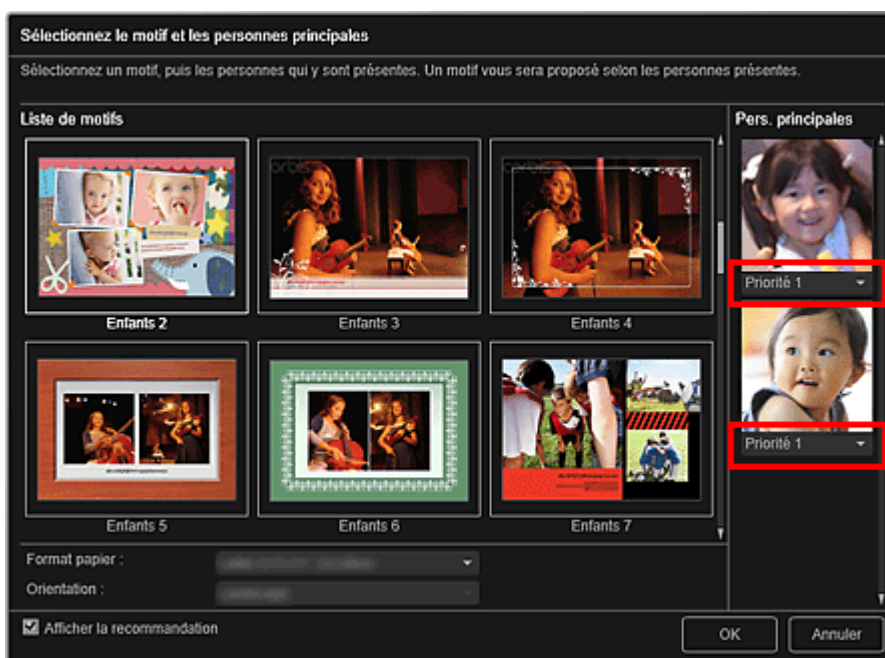 Sélectionnez le motif et les personnes principales
Sélectionnez un motif, puis les personnes qui y sont présentes. Un motif vous sera proposé selon les personnes présentes.
Liste de motifs
Pers. principales
Enfants 2
Enfants 3
Enfants 4
Priorité 1
Enfants 5
Enfants 6
Enfants 7
Priorité 1
Format papier :
Orientation :
Afficher la recommandation
OK
Annuler